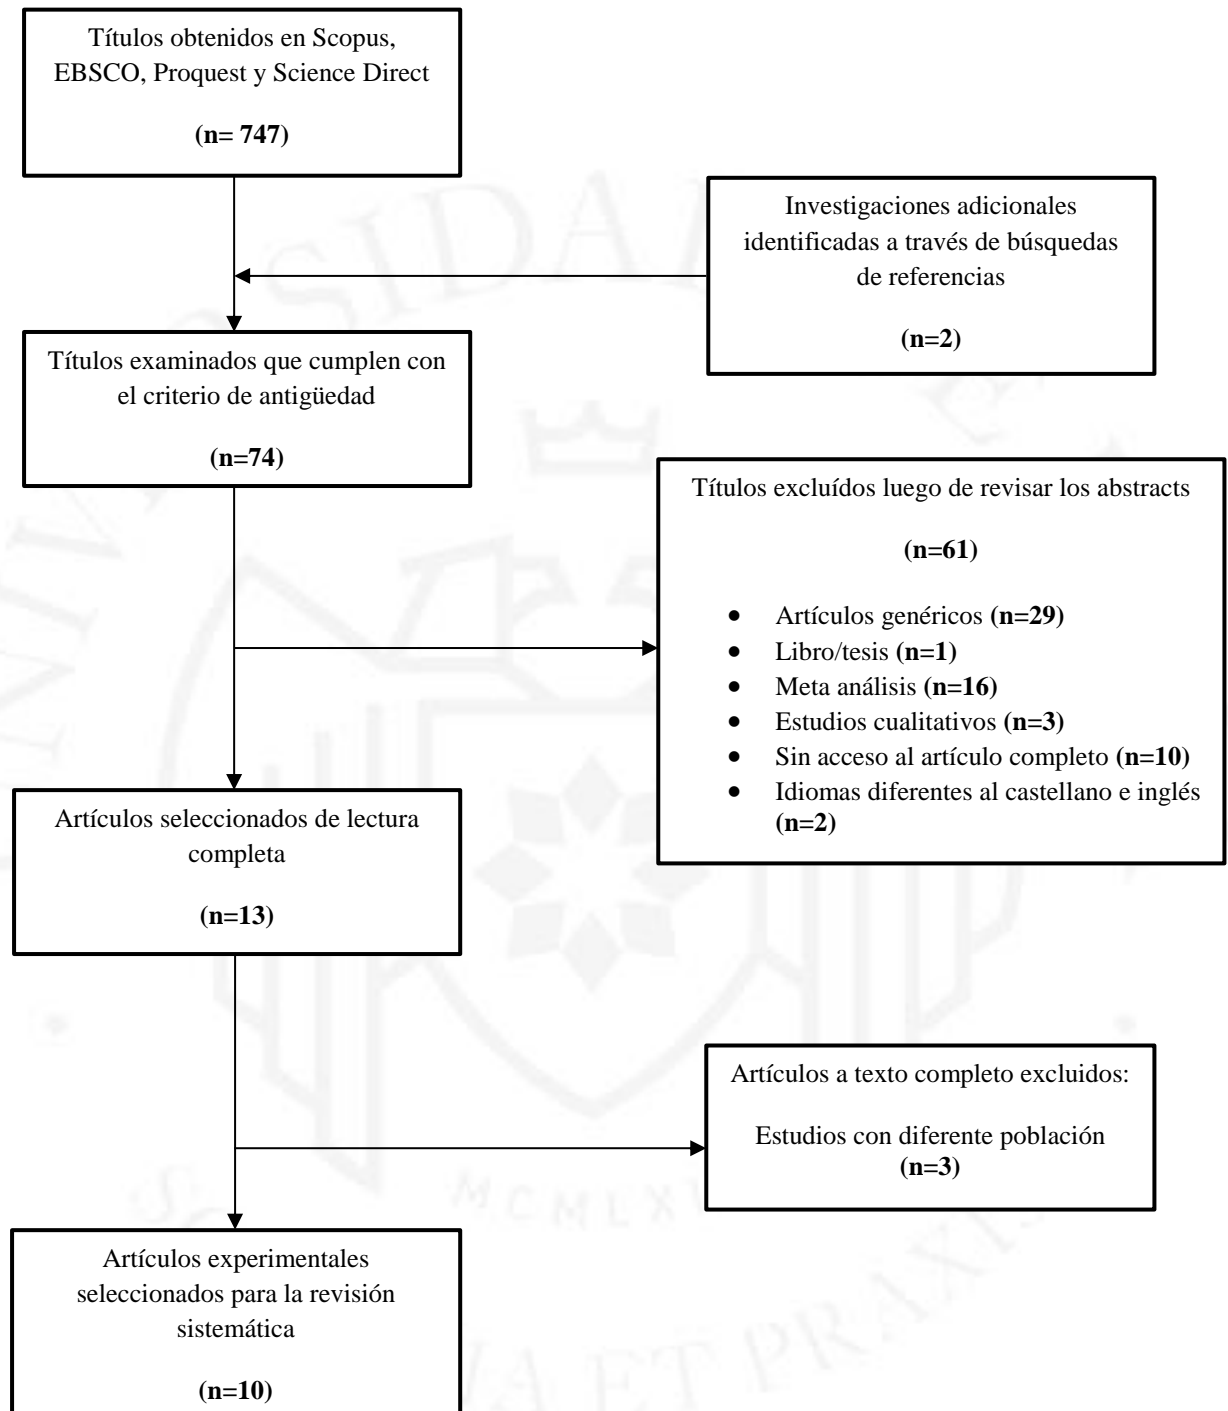 Títulos obtenidos en Scopus,
EBSCO, Proquest y Science Direct
(n= 747)
Investigaciones adicionales
identificadas a través de búsquedas
de referencias
(n=2)
Títulos examinados que cumplen con
el criterio de antigüedad
(n=74)
Títulos excluídos luego de revisar los abstracts
(n=61)
• Artículos genéricos (n=29)
• Libro/tesis (n=1)
• Meta análisis (n=16)
• Estudios cualitativos (n=3)
• Sin acceso al artículo completo (n=10)
• Idiomas diferentes al castellano e inglés
(n=2)
Artículos seleccionados de lectura
completa
(n=13)
Artículos a texto completo excluidos:
Estudios con diferente población
(n=3)
Artículos experimentales
seleccionados para la revisión
sistemática
(n=10)